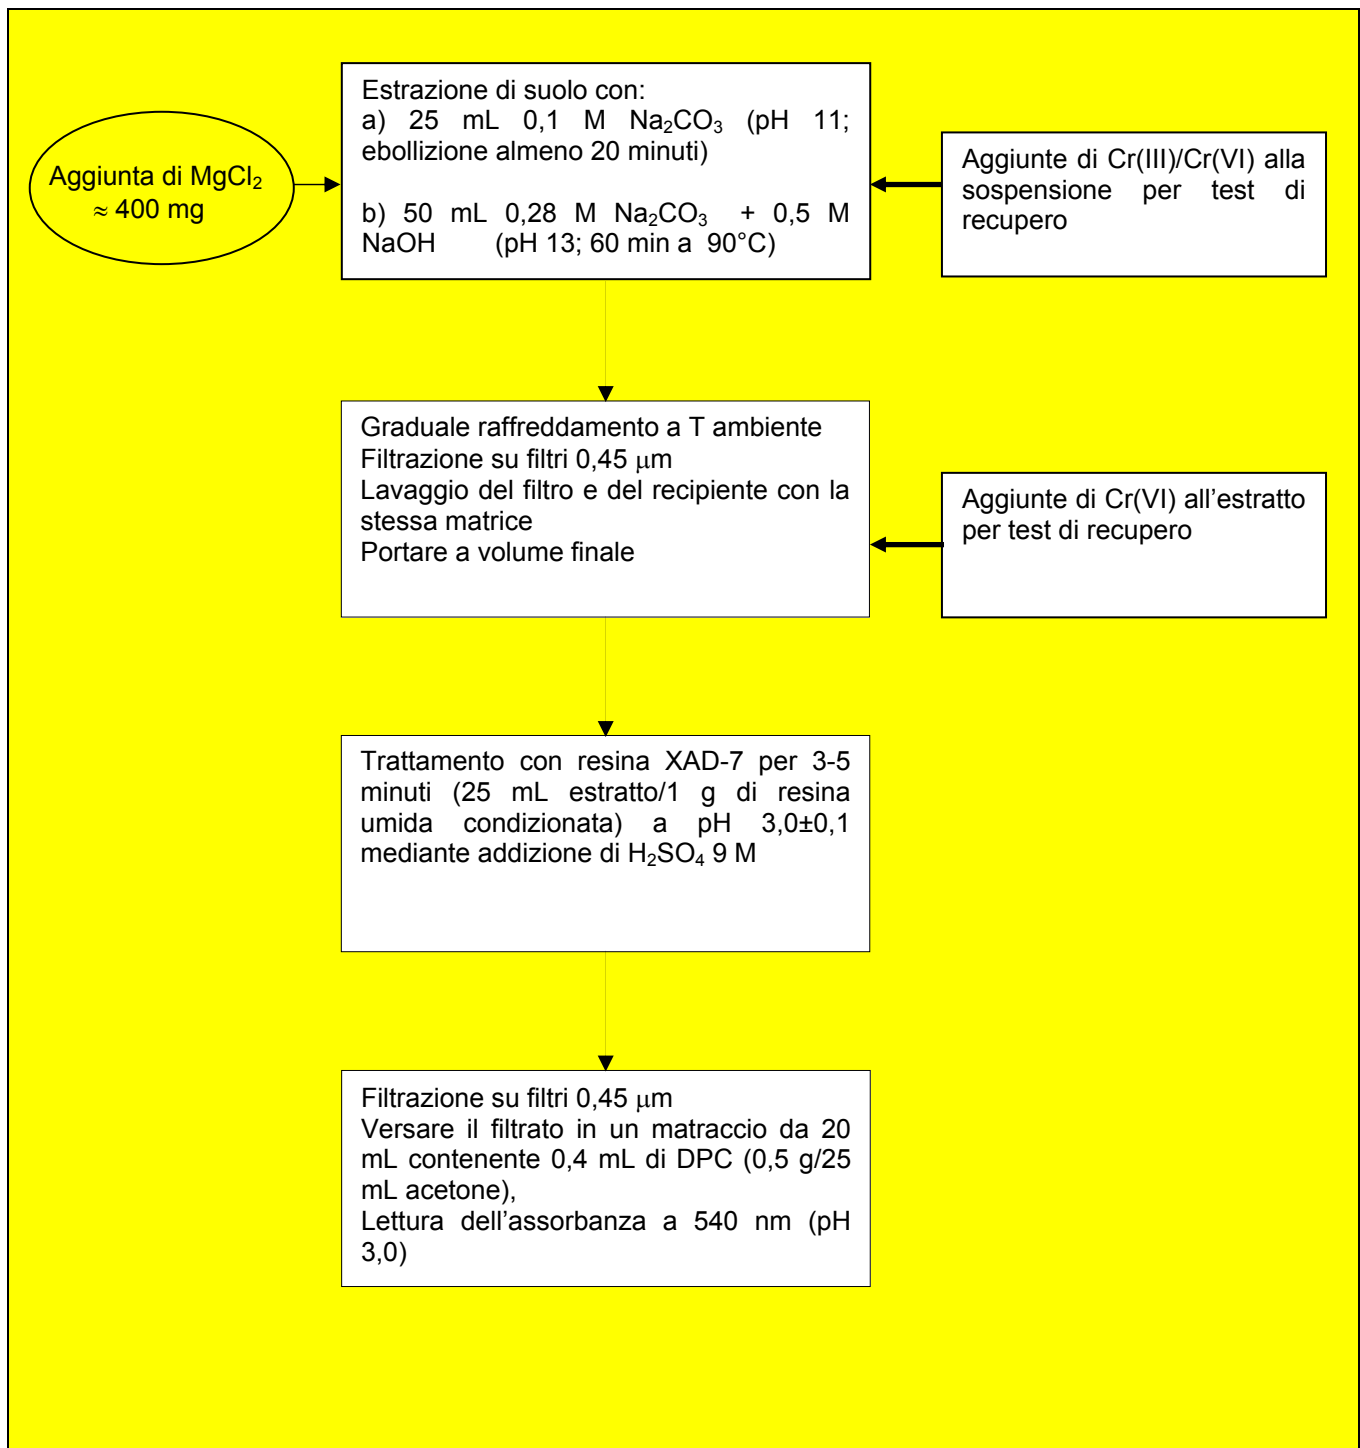 Estrazione di suolo con:
a) 25 mL 0,1 M Na₂CO₃ (pH 11;
ebollizione almeno 20 minuti)
b) 50 mL 0,28 M Na₂CO₃ + 0,5 M
NaOH (pH 13; 60 min a 90°C)
Aggiunta di MgCl₂
≈ 400 mg
Aggiunte di Cr(III)/Cr(VI) alla
sospensione per test di
recupero
Graduale raffreddamento a T ambiente
Filtrazione su filtri 0,45 μm
Lavaggio del filtro e del recipiente con la
stessa matrice
Portare a volume finale
Aggiunte di Cr(VI) all’estratto
per test di recupero
Trattamento con resina XAD-7 per 3-5
minuti (25 mL estratto/1 g di resina
umida condizionata) a pH 3,0±0,1
mediante addizione di H₂SO₄ 9 M
Filtrazione su filtri 0,45 μm
Versare il filtrato in un matraccio da 20
mL contenente 0,4 mL di DPC (0,5 g/25
mL acetone),
Lettura dell’assorbanza a 540 nm (pH
3,0)